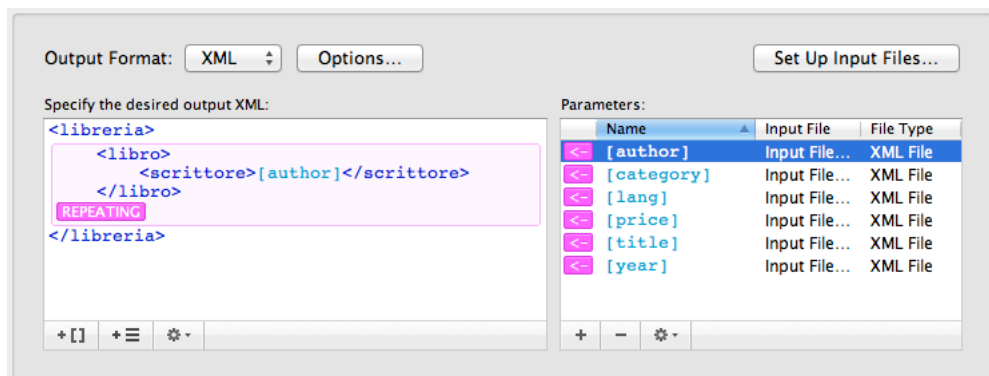 Output Format: XML Options... Set Up Input Files...
Specify the desired output XML:
<libreria>
<libro>
<scrittore>[author]</scrittore>
</libro>
REPEATING
</libreria>
+[] +
Parameters:
Name Input File File Type
<- [author] Input File... XML File
<- [category] Input File... XML File
<- [lang] Input File... XML File
<- [price] Input File... XML File
<- [title] Input File... XML File
<- [year] Input File... XML File
+ −